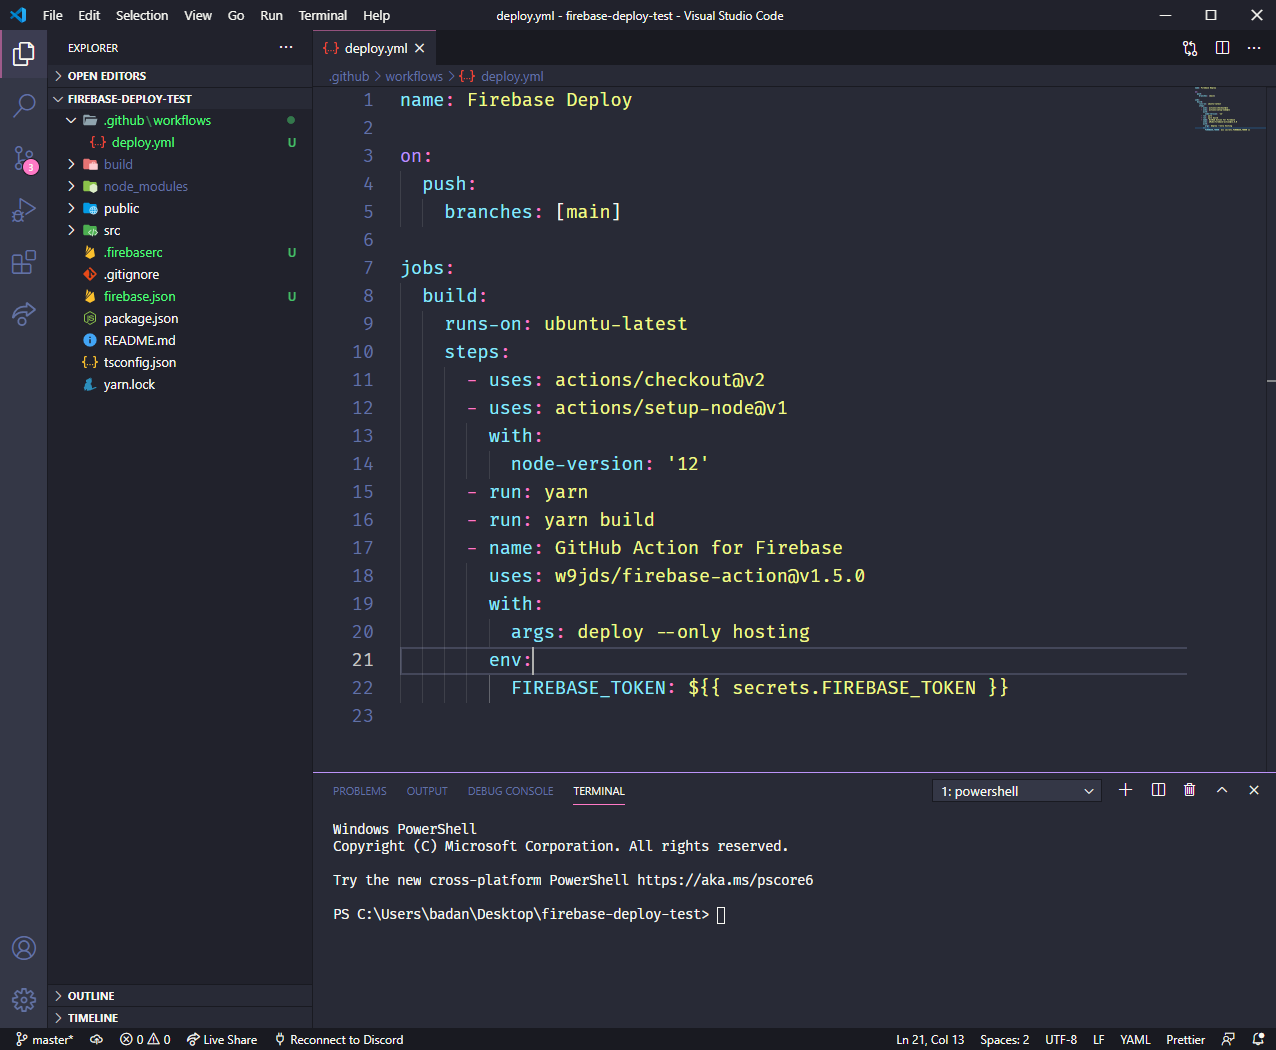 File Edit Selection View Go Run Terminal Help
deploy.yml - firebase-deploy-test - Visual Studio Code
EXPLORER
OPEN EDITORS
FIREBASE-DEPLOY-TEST
.github\workflows
deploy.yml U
build
node_modules
public
src
.firebaserc U
.gitignore
firebase.json U
package.json
README.md
tsconfig.json
yarn.lock
OUTLINE
TIMELINE
3
{..} deploy.yml
.github > workflows > {..} deploy.yml
1 name: Firebase Deploy
2
3 on:
4 push:
5 branches: [main]
6
7 jobs:
8 build:
9 runs-on: ubuntu-latest
10 steps:
11 - uses: actions/checkout@v2
12 - uses: actions/setup-node@v1
13 with:
14 node-version: '12'
15 - run: yarn
16 - run: yarn build
17 - name: GitHub Action for Firebase
18 uses: w9jds/firebase-action@v1.5.0
19 with:
20 args: deploy --only hosting
21 env:
22 FIREBASE_TOKEN: ${{ secrets.FIREBASE_TOKEN }}
23
PROBLEMS OUTPUT DEBUG CONSOLE TERMINAL
1: powershell
Windows PowerShell
Copyright (C) Microsoft Corporation. All rights reserved.
Try the new cross-platform PowerShell https://aka.ms/pscore6
PS C:\Users\badan\Desktop\firebase-deploy-test>
master* 0 0 Live Share Reconnect to Discord
Ln 21, Col 13 Spaces: 2 UTF-8 LF YAML Prettier